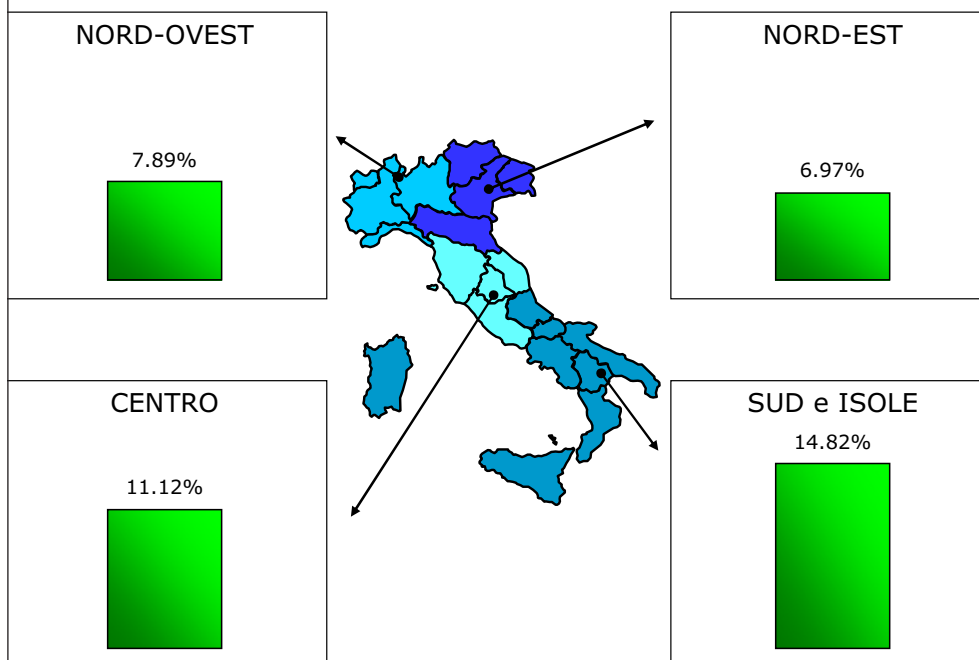 NORD-OVEST
7.89%
NORD-EST
6.97%
CENTRO
11.12%
SUD e ISOLE
14.82%